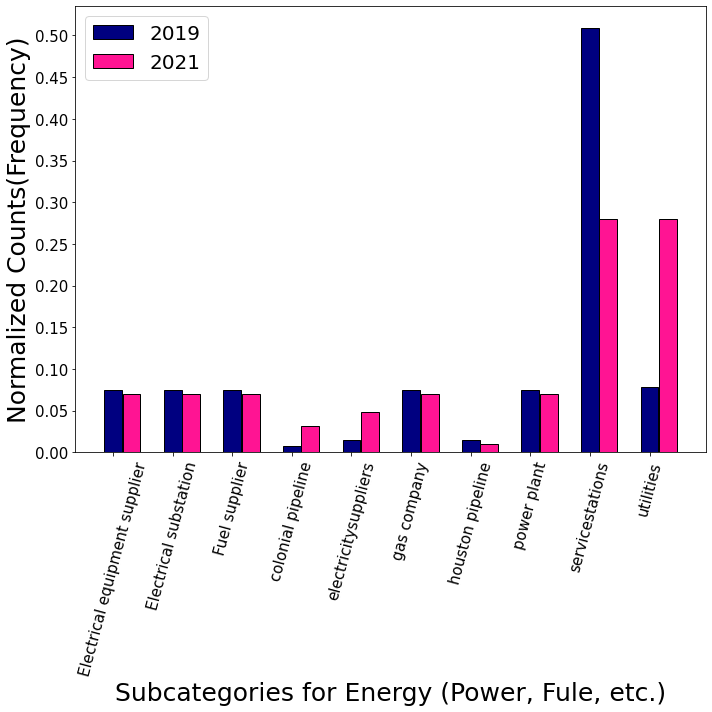 2019
2021
Normalized Counts(Frequency)
0.50
0.45
0.40
0.35
0.30
0.25
0.20
0.15
0.10
0.05
0.00
Electrical equipment supplier
Electrical substation
Fuel supplier
colonial pipeline
electricitysuppliers
gas company
houston pipeline
power plant
servicestations
utilities
Subcategories for Energy (Power, Fule, etc.)